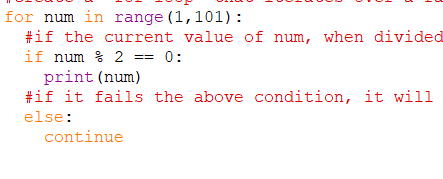 for num in range(1,101):
#if the current value of num, when divided
if num % 2 == 0:
print(num)
#if it fails the above condition, it will
else:
continue